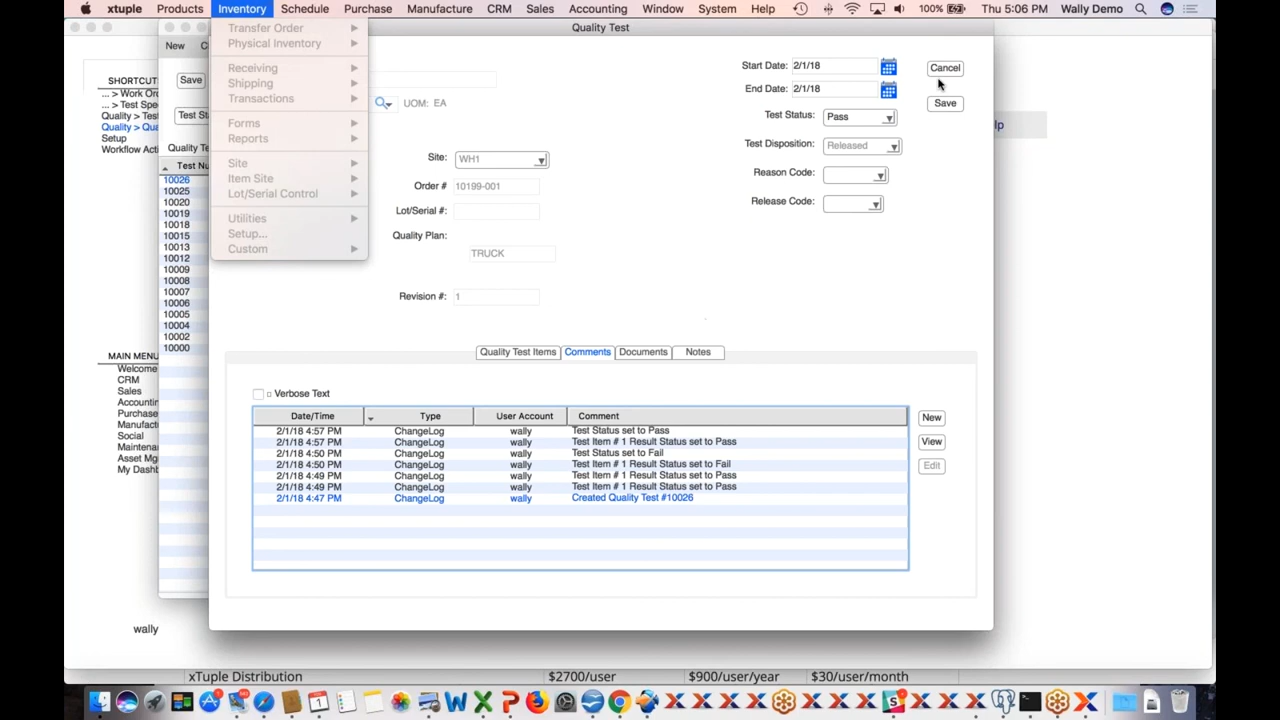 xtuple Products Inventory Schedule Purchase Manufacture CRM Sales Accounting Window System Help 100% Thu 5:06 PM Wally Demo
Quality Test
New
Transfer Order
Physical Inventory
Receiving
Shipping
Transactions
Forms
Reports
Site
Item Site
Lot/Serial Control
Utilities
Setup...
Custom
SHORTCUT
... > Work Or
... > Test Spe
Quality > Test
Quality > Qua
Setup
Workflow Acti
Save
Test St
Quality Te
Test Nu
10026
10025
10020
10019
10018
10015
10013
10012
10009
10008
10007
10006
10005
10004
10002
10000
MAIN MENU
Welcome
CRM
Sales
Accountin
Purchase
Manufact
Social
Maintenan
Asset Mg
My Dashb
wally
UOM: EA
Site: WH1
Order # 10199-001
Lot/Serial #:
Quality Plan:
TRUCK
Revision #: 1
Start Date: 2/1/18
End Date: 2/1/18
Test Status: Pass
Test Disposition: Released
Reason Code:
Release Code:
Cancel
Save
lp
Quality Test Items Comments Documents Notes
Verbose Text
Date/Time Type User Account Comment
2/1/18 4:57 PM ChangeLog wally Test Status set to Pass
2/1/18 4:57 PM ChangeLog wally Test Item # 1 Result Status set to Pass
2/1/18 4:50 PM ChangeLog wally Test Status set to Fail
2/1/18 4:50 PM ChangeLog wally Test Item # 1 Result Status set to Fail
2/1/18 4:49 PM ChangeLog wally Test Item # 1 Result Status set to Pass
2/1/18 4:49 PM ChangeLog wally Test Item # 1 Result Status set to Pass
2/1/18 4:47 PM ChangeLog wally Created Quality Test #10026
New
View
Edit
xTuple Distribution $2700/user $900/user/year $30/user/month